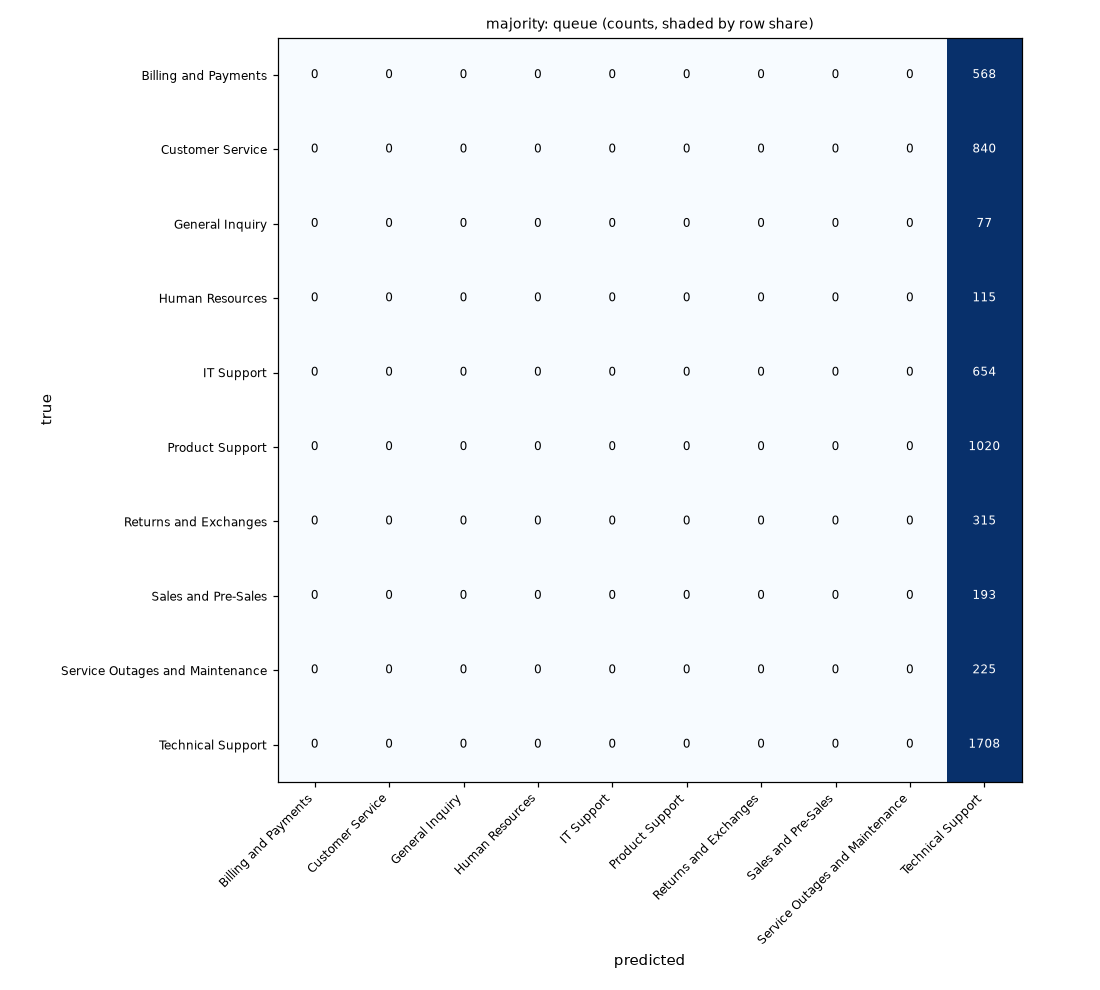 majority: queue (counts, shaded by row share)
Billing and Payments 0 0 0 0 0 0 0 0 0 568
Customer Service 0 0 0 0 0 0 0 0 0 840
General Inquiry 0 0 0 0 0 0 0 0 0 77
Human Resources 0 0 0 0 0 0 0 0 0 115
IT Support 0 0 0 0 0 0 0 0 0 654
Product Support 0 0 0 0 0 0 0 0 0 1020
Returns and Exchanges 0 0 0 0 0 0 0 0 0 315
Sales and Pre-Sales 0 0 0 0 0 0 0 0 0 193
Service Outages and Maintenance 0 0 0 0 0 0 0 0 0 225
Technical Support 0 0 0 0 0 0 0 0 0 1708
true
Billing and Payments
Customer Service
General Inquiry
Human Resources
IT Support
Product Support
Returns and Exchanges
Sales and Pre-Sales
Service Outages and Maintenance
Technical Support
predicted